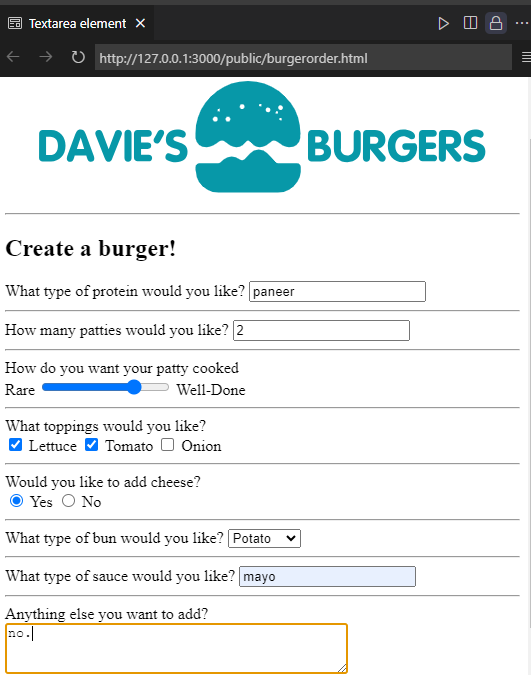 Textarea element
http://127.0.0.1:3000/public/burgerorder.html
DAVIE'S BURGERS
Create a burger!
What type of protein would you like? paneer
How many patties would you like? 2
How do you want your patty cooked
Rare Well-Done
What toppings would you like?
Lettuce Tomato Onion
Would you like to add cheese?
Yes No
What type of bun would you like? Potato
What type of sauce would you like? mayo
Anything else you want to add?
no.